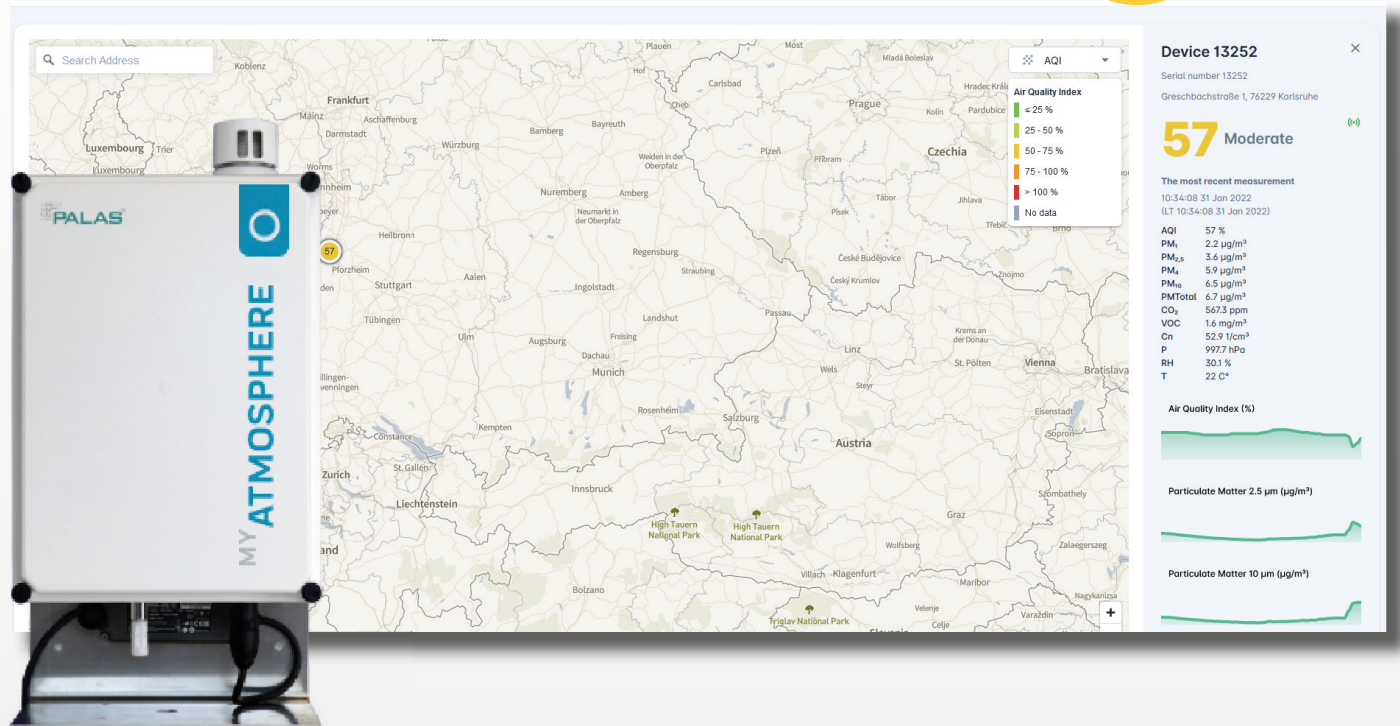 PALAS®
MY ATMOSPHERE
Search Address
AQI
Air Quality Index
≤ 25 %
25 - 50 %
50 - 75 %
75 - 100 %
> 100 %
No data
Koblenz
Plauen
Most
Mladá Boleslav
Hof
Carlsbad
Frankfurt
Cheb
Prague
Kolín
Pardubice
Mainz
Aschaffenburg
Bayreuth
Darmstadt
Bamberg
Luxembourg
Trier
Würzburg
Weiden in der
Oberpfalz
Plzeň
Příbram
Czechia
Luxembourg
Worms
Nuremberg
Amberg
Tábor
Jihlava
Neumarkt in
der Oberpfalz
Písek
Třebíč
Brno
Heilbronn
57
Regensburg
České Budějovice
Pforzheim
Straubing
Český Krumlov
Znojmo
Aalen
Stuttgart
Ingolstadt
Passau
Tübingen
Landshut
Krems an
der Donau
Ulm
Augsburg
Freising
Linz
Dachau
Munich
Wels
St. Pölten
Vienna
Bratislava
Steyr
Rosenheim
Salzburg
Eisenstadt
Kempten
Constance
Austria
Sopron
St. Gallen
Zurich
Innsbruck
Szombathely
Liechtenstein
Graz
High Tauern
National Park
High Tauern
National Park
Wolfsberg
Zalaegerszeg
Villach
Klagenfurt
Maribor
Bolzano
Nagykanizsa
Velenje
Varaždin
Triglav National Park
Celje
+
Device 13252
Serial number 13252
Greschbachstraße 1, 76229 Karlsruhe
57 Moderate
The most recent measurement
10:34:08 31 Jan 2022
(LT 10:34:08 31 Jan 2022)
AQI 57 %
PM₁ 2.2 µg/m³
PM₂,₅ 3.6 µg/m³
PM₄ 5.9 µg/m³
PM₁₀ 6.5 µg/m³
PMTotal 6.7 µg/m³
CO₂ 567.3 ppm
VOC 1.6 mg/m³
Cn 52.9 1/cm³
P 997.7 hPa
RH 30.1 %
T 22 C°
Air Quality Index (%)
Particulate Matter 2.5 µm (µg/m³)
Particulate Matter 10 µm (µg/m³)